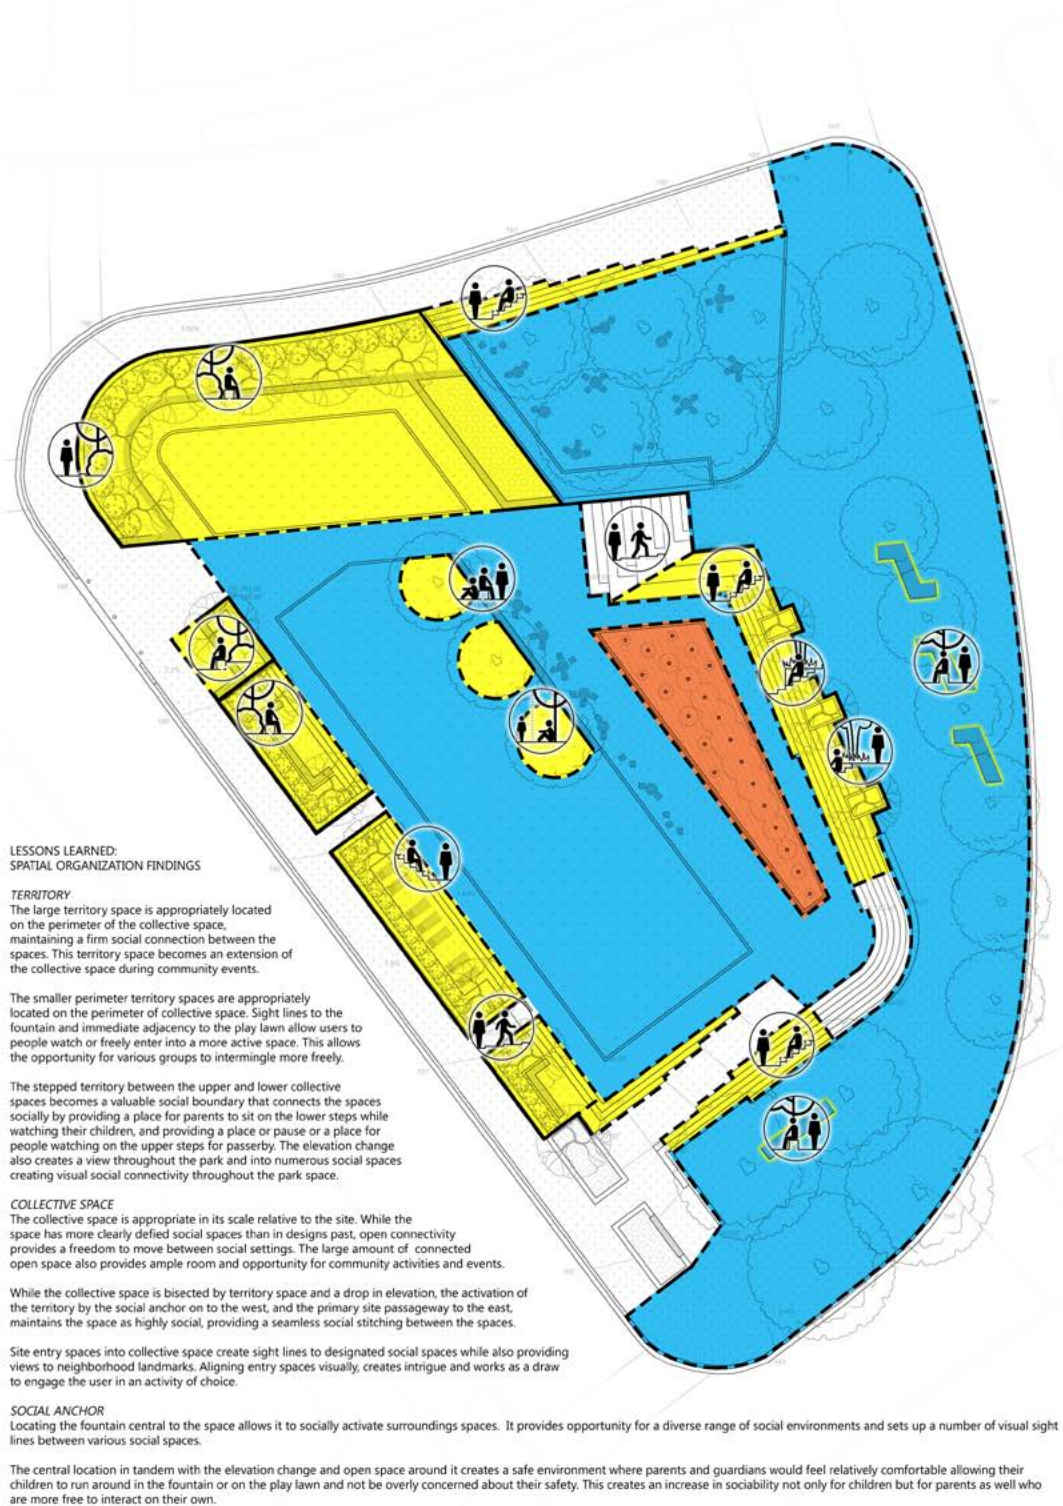 LESSONS LEARNED:
SPATIAL ORGANIZATION FINDINGS
TERRITORY
The large territory space is appropriately located
on the perimeter of the collective space,
maintaining a firm social connection between the
spaces. This territory space becomes an extension of
the collective space during community events.
The smaller perimeter territory spaces are appropriately
located on the perimeter of collective space. Sight lines to the
fountain and immediate adjacency to the play lawn allow users to
people watch or freely enter into a more active space. This allows
the opportunity for various groups to intermingle more freely.
The stepped territory between the upper and lower collective
spaces becomes a valuable social boundary that connects the spaces
socially by providing a place for parents to sit on the lower steps while
watching their children, and providing a place or pause or a place for
people watching on the upper steps for passerby. The elevation change
also creates a view throughout the park and into numerous social spaces
creating visual social connectivity throughout the park space.
COLLECTIVE SPACE
The collective space is appropriate in its scale relative to the site. While the
space has more clearly defied social spaces than in designs past, open connectivity
provides a freedom to move between social settings. The large amount of connected
open space also provides ample room and opportunity for community activities and events.
While the collective space is bisected by territory space and a drop in elevation, the activation of
the territory by the social anchor on to the west, and the primary site passageway to the east,
maintains the space as highly social, providing a seamless social stitching between the spaces.
Site entry spaces into collective space create sight lines to designated social spaces while also providing
views to neighborhood landmarks. Aligning entry spaces visually, creates intrigue and works as a draw
to engage the user in an activity of choice.
SOCIAL ANCHOR
Locating the fountain central to the space allows it to socially activate surroundings spaces. It provides opportunity for a diverse range of social environments and sets up a number of visual sight
lines between various social spaces.
The central location in tandem with the elevation change and open space around it creates a safe environment where parents and guardians would feel relatively comfortable allowing their
children to run around in the fountain or on the play lawn and not be overly concerned about their safety. This creates an increase in sociability not only for children but for parents as well who
are more free to interact on their own.